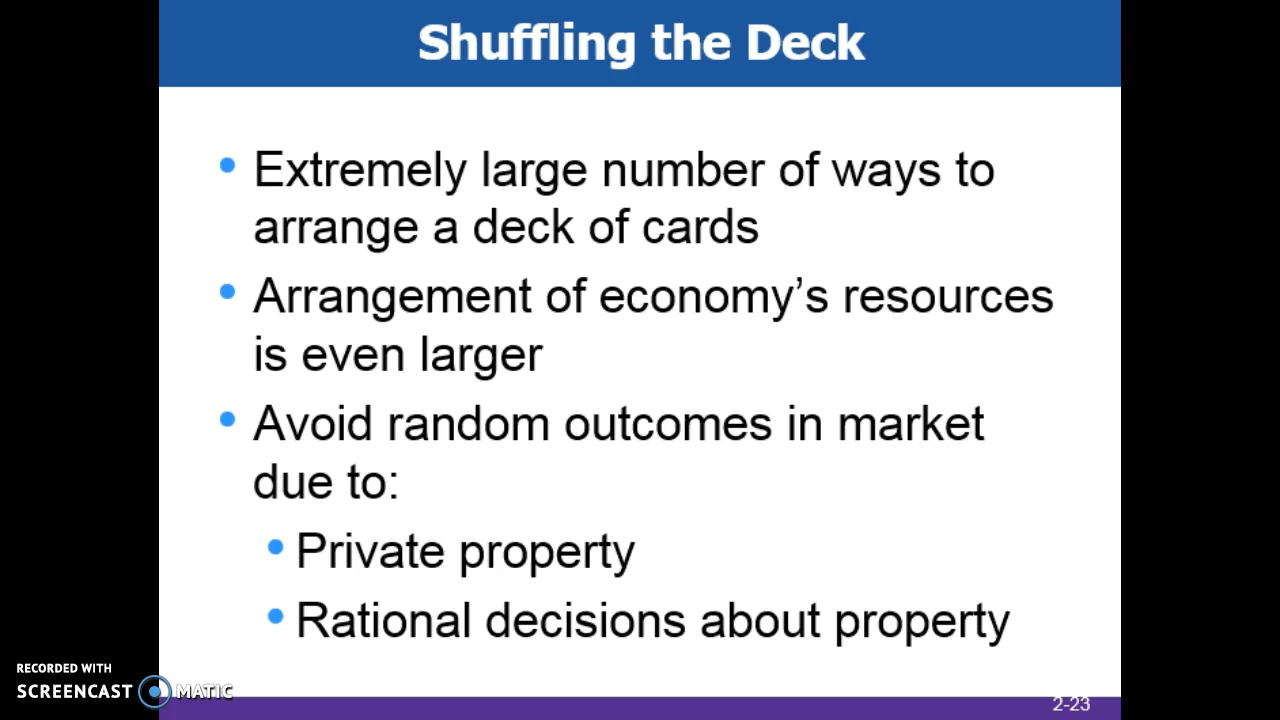 Shuffling the Deck
• Extremely large number of ways to
arrange a deck of cards
• Arrangement of economy’s resources
is even larger
• Avoid random outcomes in market
due to:
• Private property
• Rational decisions about property
RECORDED WITH
SCREENCAST MATIC
2-23